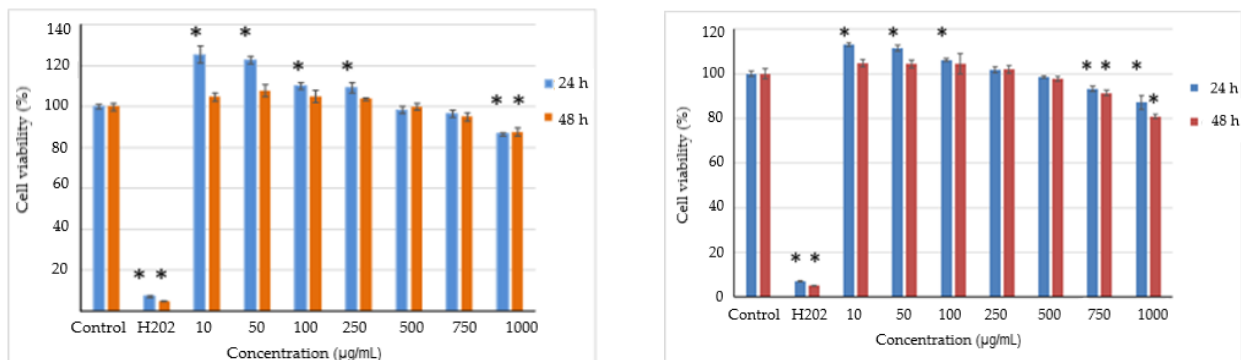 140
120
100
80
60
40
20
Cell viability (%)
* * * * * * * *
Control H202 10 50 100 250 500 750 1000
Concentration (µg/mL)
24 h
48 h
120
100
80
60
40
20
0
Cell viability (%)
* * * * * * * * *
Control H202 10 50 100 250 500 750 1000
Concentration (µg/mL)
24 h
48 h